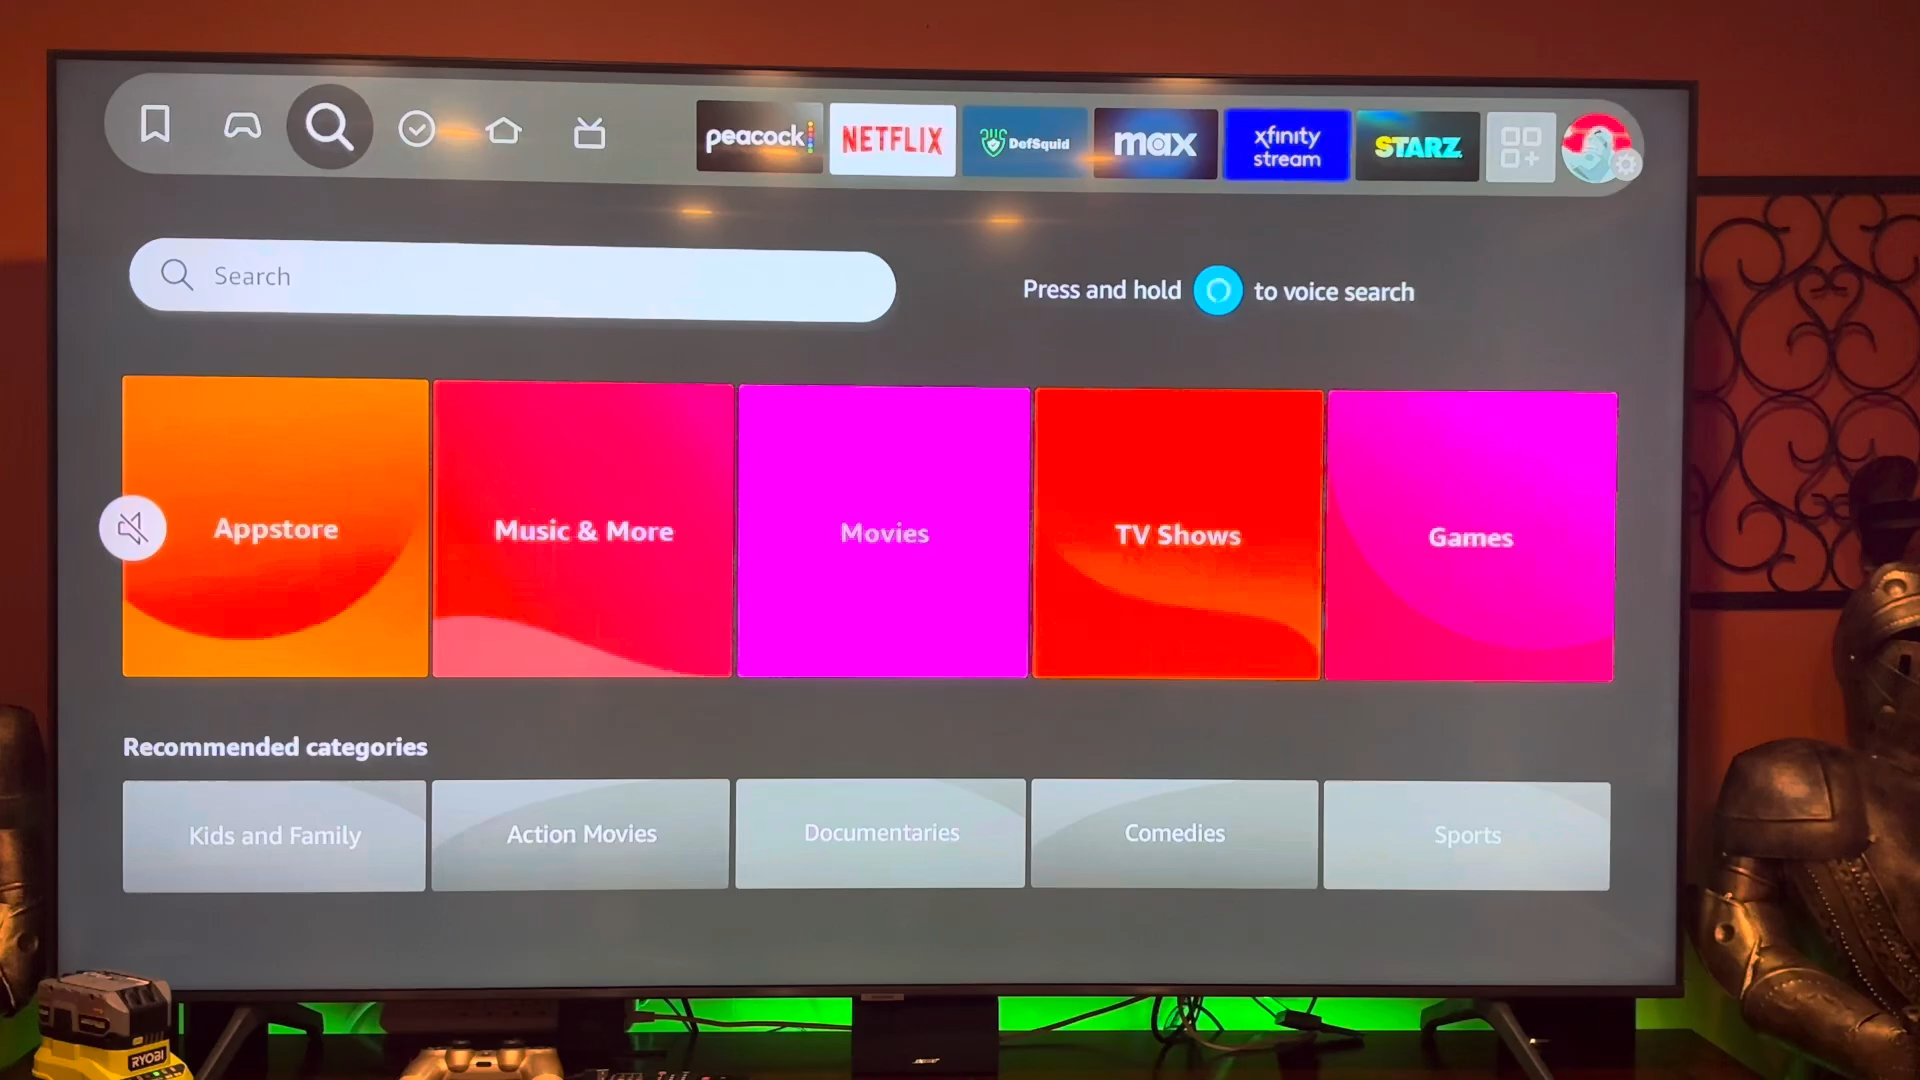 peacock
NETFLIX
DefSquid
max
xfinity
stream
STARZ
Search
Press and hold to voice search
Appstore
Music & More
Movies
TV Shows
Games
Recommended categories
Kids and Family
Action Movies
Documentaries
Comedies
Sports
RYOBI